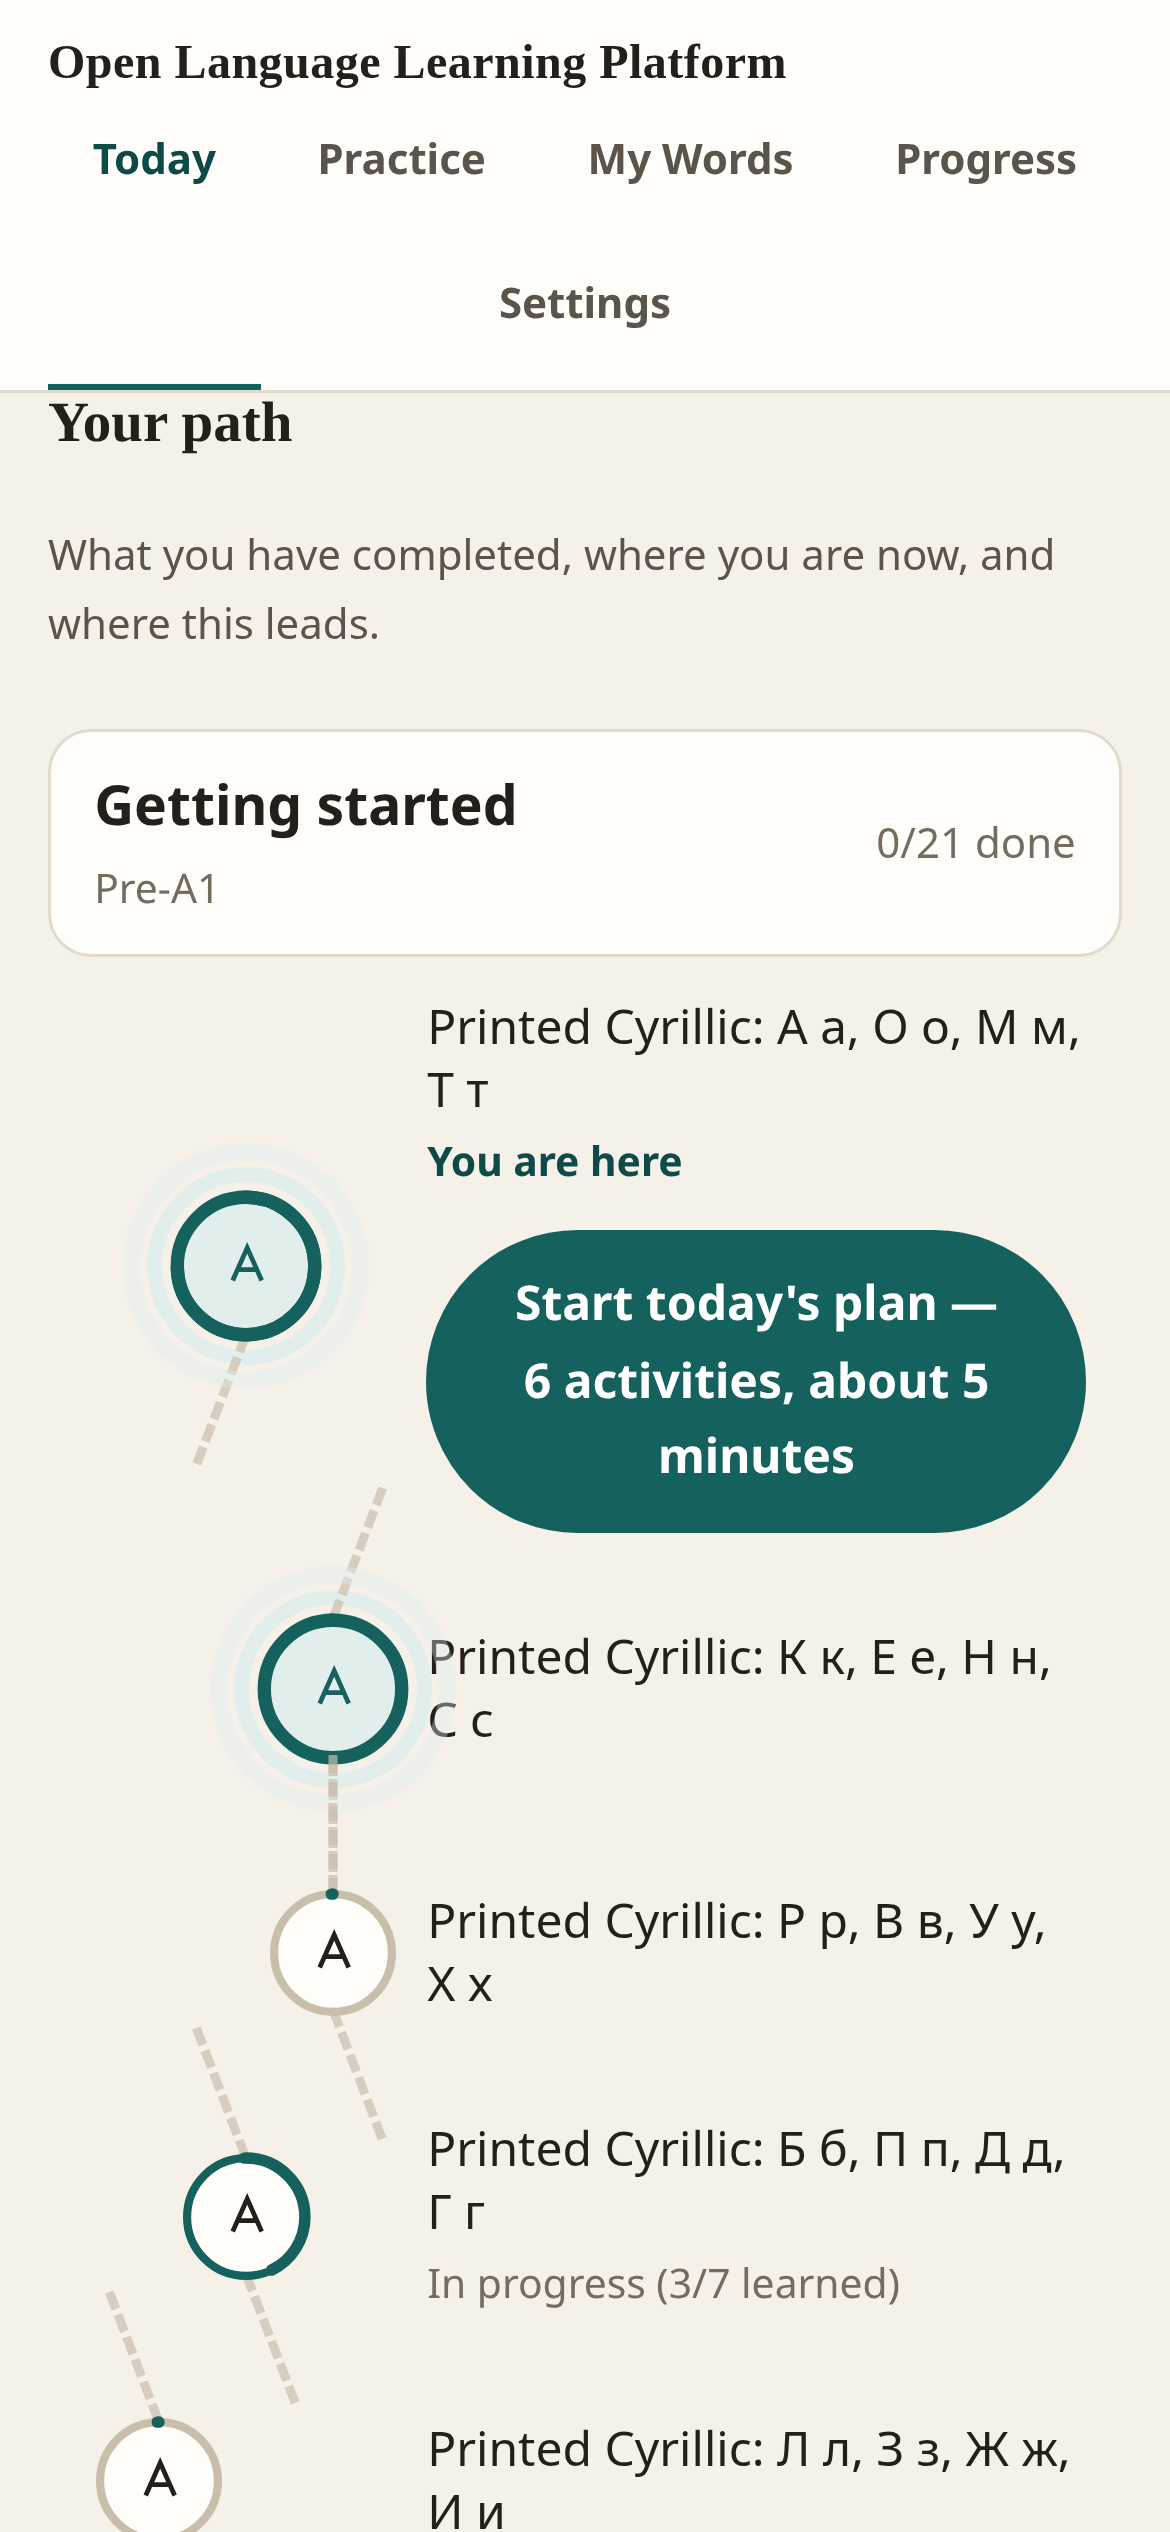 Open Language Learning Platform
Today Practice My Words Progress
Settings
Your path
What you have completed, where you are now, and
where this leads.
Getting started
0/21 done
Pre-A1
Printed Cyrillic: А а, О о, М м,
Т т
You are here
A
Start today's plan —
6 activities, about 5
minutes
A
Printed Cyrillic: К к, Е е, Н н,
С с
A
Printed Cyrillic: Р р, В в, У у,
Х х
A
Printed Cyrillic: Б б, П п, Д д,
Г г
In progress (3/7 learned)
A
Printed Cyrillic: Л л, З з, Ж ж,
И и